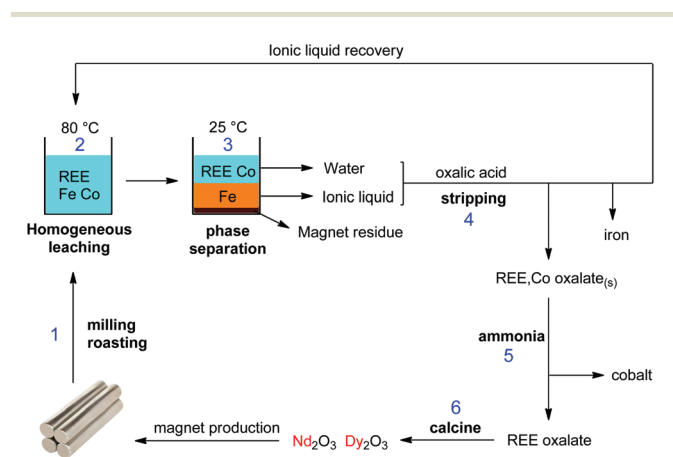 Ionic liquid recovery
80 °C
2
REE
Fe Co
Homogeneous
leaching
25 °C
3
REE Co
Fe
phase
separation
Water
Ionic liquid
Magnet residue
oxalic acid
stripping
4
iron
REE,Co oxalate(s)
ammonia
5
cobalt
REE oxalate
6
calcine
Nd₂O₃ Dy₂O₃
magnet production
1
milling
roasting